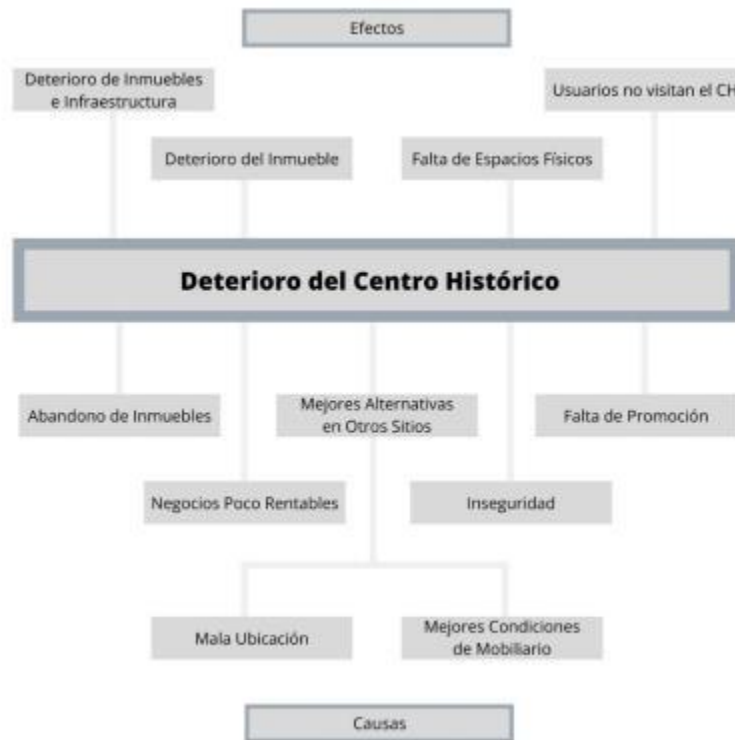 Efectos
Deterioro de Inmuebles
e Infraestructura
Usuarios no visitan el CH
Deterioro del Inmueble
Falta de Espacios Físicos
Deterioro del Centro Histórico
Abandono de Inmuebles
Mejores Alternativas
en Otros Sitios
Falta de Promoción
Negocios Poco Rentables
Inseguridad
Mala Ubicación
Mejores Condiciones
de Mobiliario
Causas